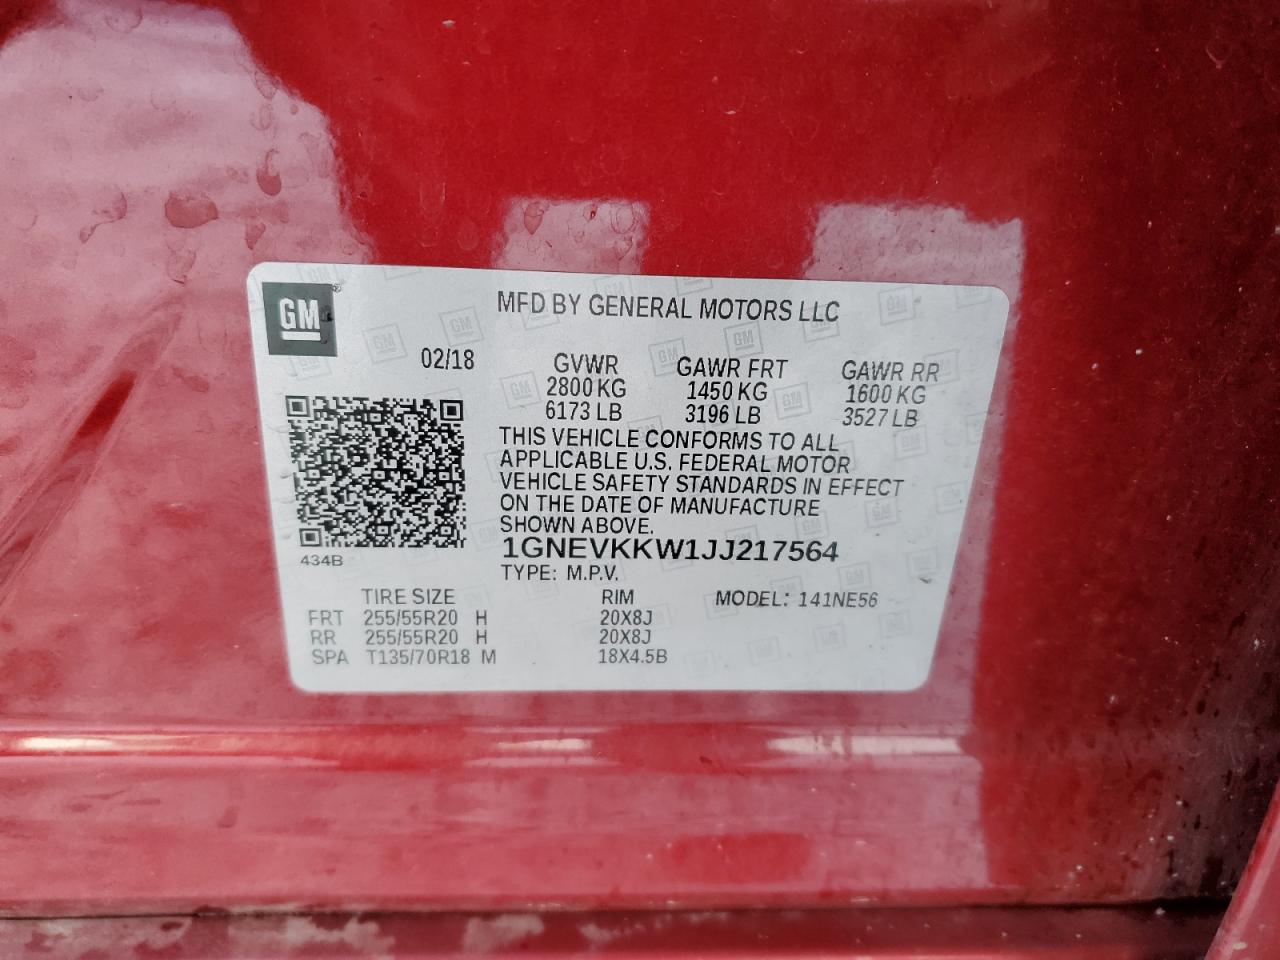 GM
MFD BY GENERAL MOTORS LLC
02/18
GVWR GAWR FRT GAWR RR
2800 KG 1450 KG 1600 KG
6173 LB 3196 LB 3527 LB
THIS VEHICLE CONFORMS TO ALL
APPLICABLE U.S. FEDERAL MOTOR
VEHICLE SAFETY STANDARDS IN EFFECT
ON THE DATE OF MANUFACTURE
SHOWN ABOVE.
434B
1GNEVKKW1JJ217564
TYPE: M.P.V.
TIRE SIZE RIM MODEL: 141NE56
FRT 255/55R20 H 20X8J
RR 255/55R20 H 20X8J
SPA T135/70R18 M 18X4.5B